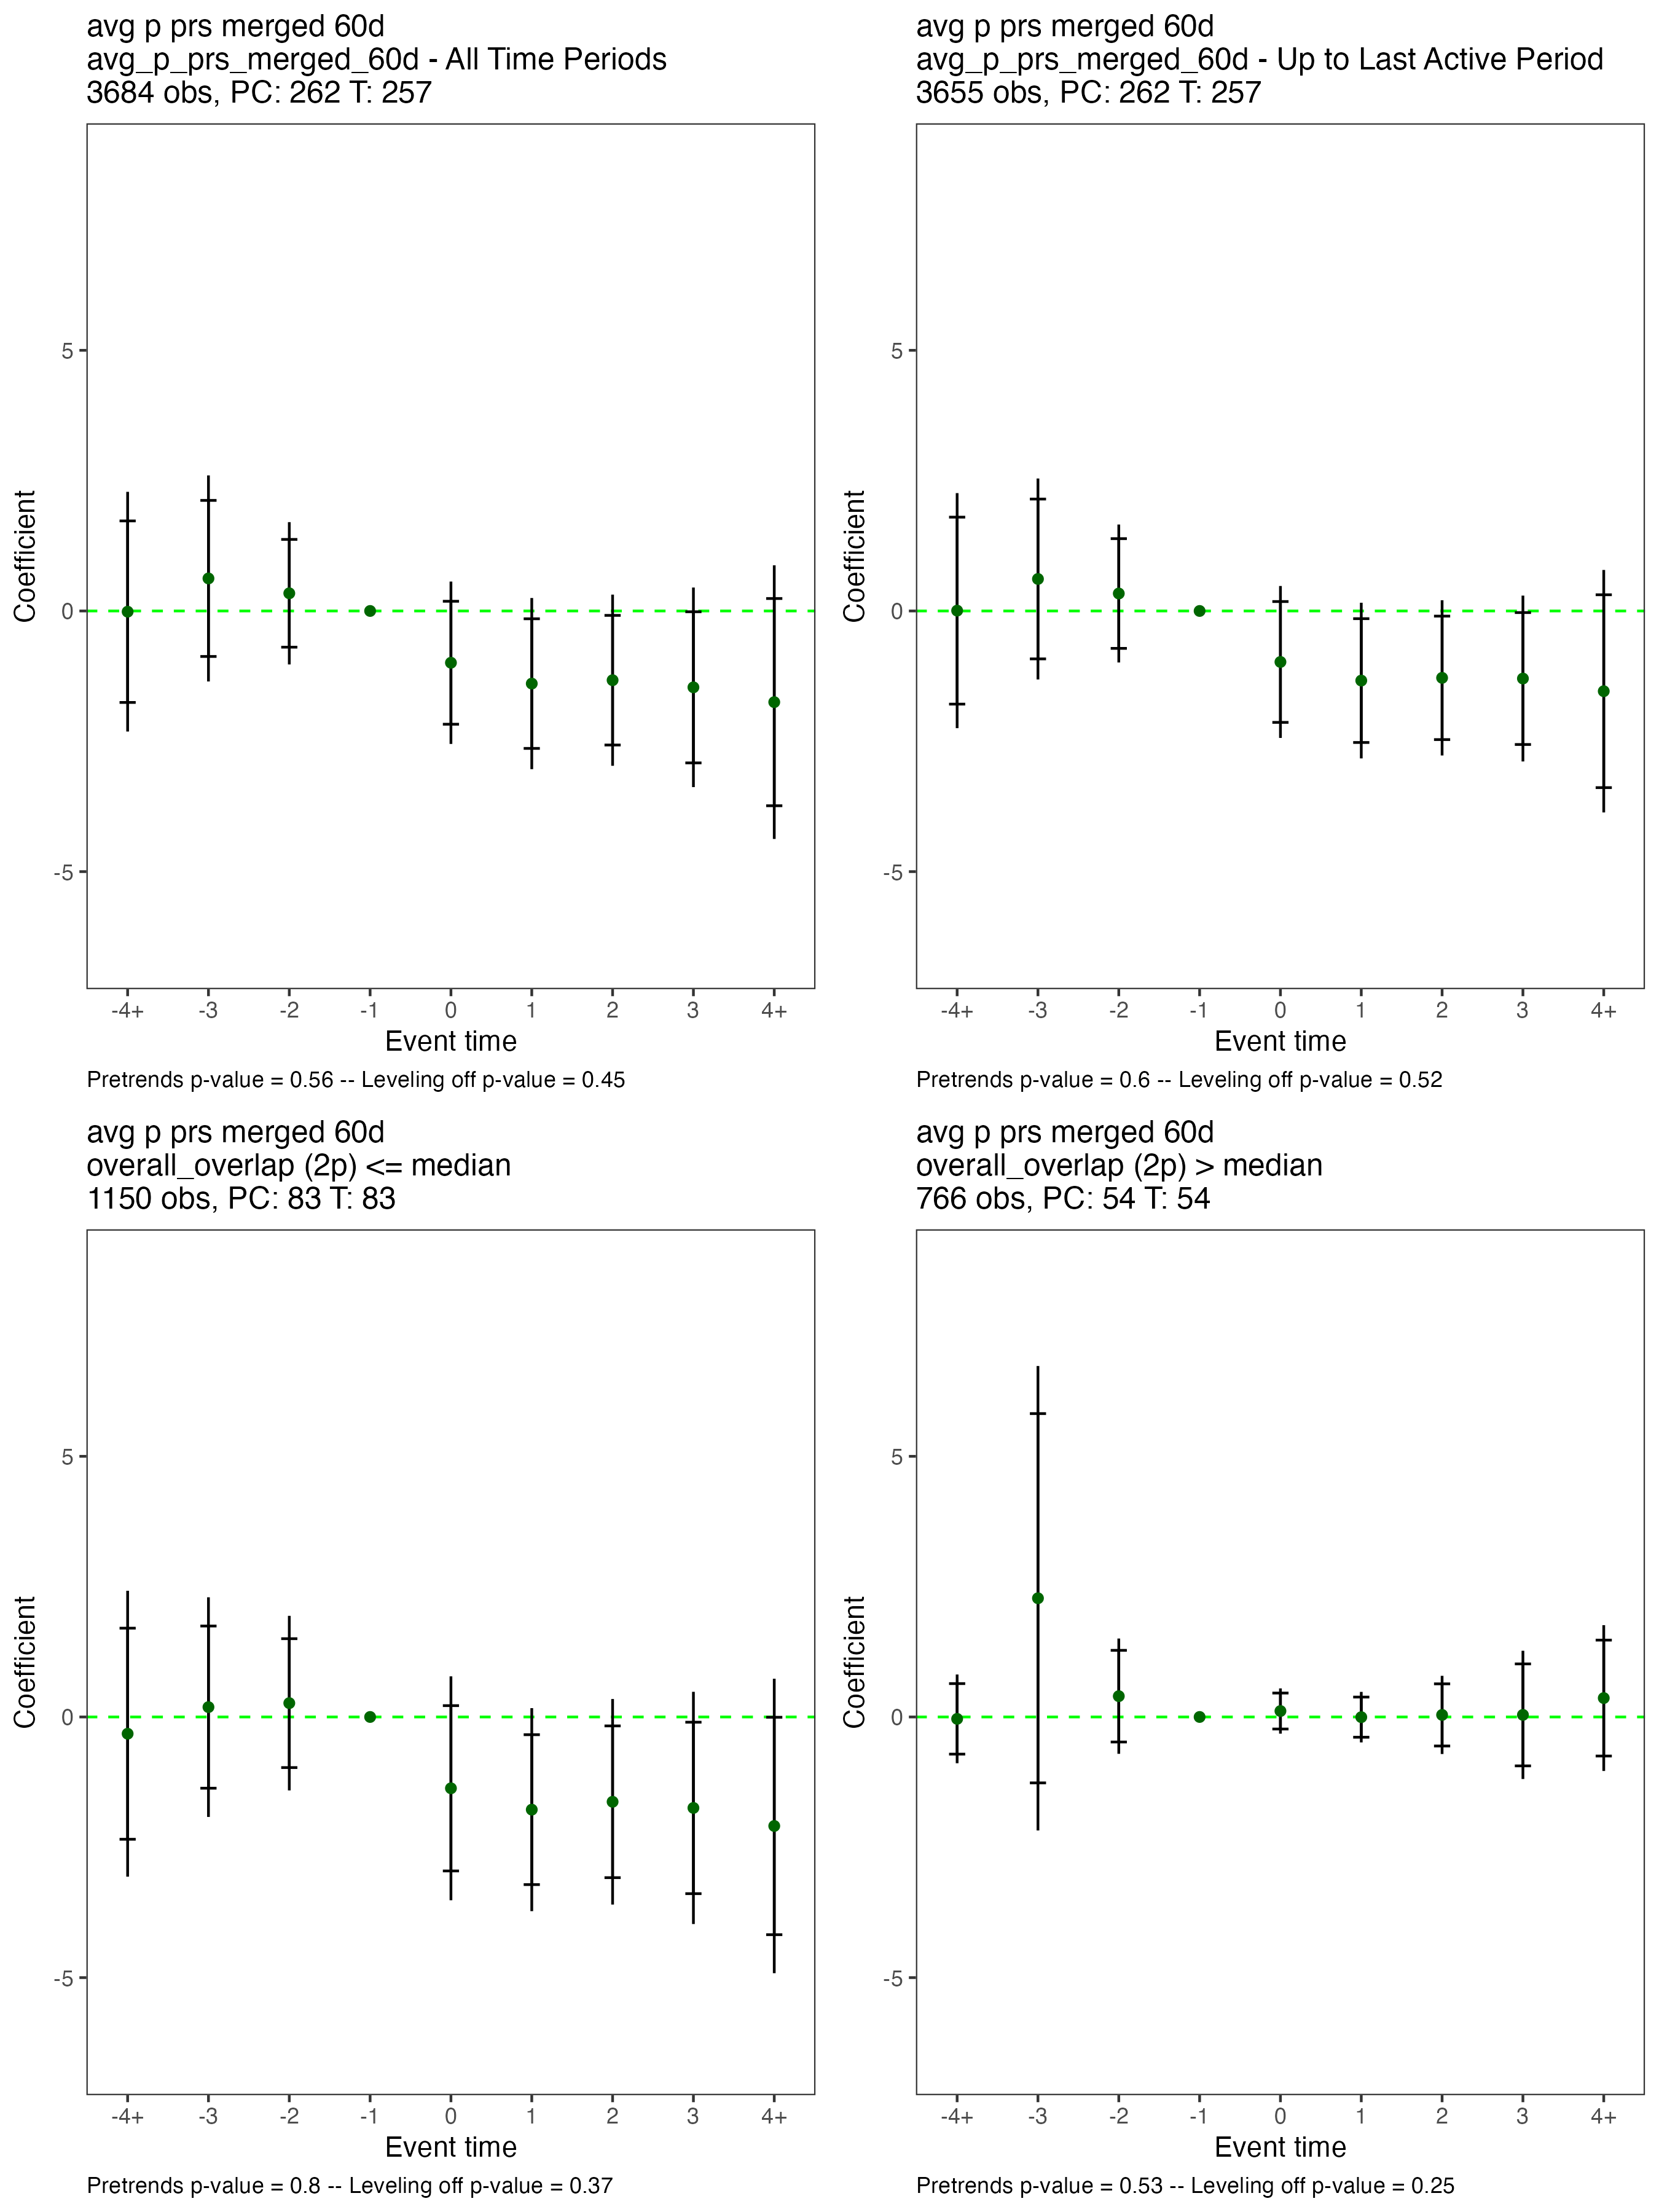 avg p prs merged 60d
avg_p_prs_merged_60d - All Time Periods
3684 obs, PC: 262 T: 257
Coefficient
5
0
-5
-4+ -3 -2 -1 0 1 2 3 4+
Event time
Pretrends p-value = 0.56 -- Leveling off p-value = 0.45
avg p prs merged 60d
avg_p_prs_merged_60d - Up to Last Active Period
3655 obs, PC: 262 T: 257
Coefficient
5
0
-5
-4+ -3 -2 -1 0 1 2 3 4+
Event time
Pretrends p-value = 0.6 -- Leveling off p-value = 0.52
avg p prs merged 60d
overall_overlap (2p) <= median
1150 obs, PC: 83 T: 83
Coefficient
5
0
-5
-4+ -3 -2 -1 0 1 2 3 4+
Event time
Pretrends p-value = 0.8 -- Leveling off p-value = 0.37
avg p prs merged 60d
overall_overlap (2p) > median
766 obs, PC: 54 T: 54
Coefficient
5
0
-5
-4+ -3 -2 -1 0 1 2 3 4+
Event time
Pretrends p-value = 0.53 -- Leveling off p-value = 0.25